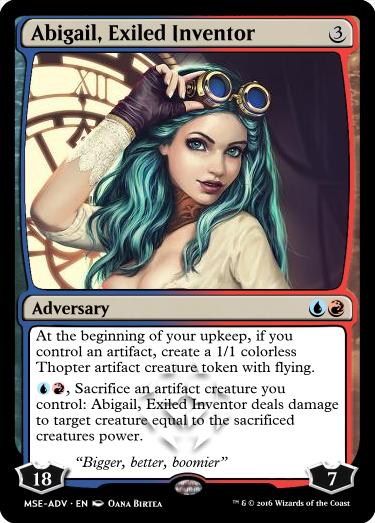 Abigail, Exiled Inventor 3
XII
Adversary
At the beginning of your upkeep, if you
control an artifact, create a 1/1 colorless
Thopter artifact creature token with flying.
, Sacrifice an artifact creature you
control: Abigail, Exiled Inventor deals damage
to target creature equal to the sacrificed
creatures power.
“Bigger, better, boomier”
18
7
MSE-ADV • EN Oana Birtea
™ & © 2016 Wizards of the Coast